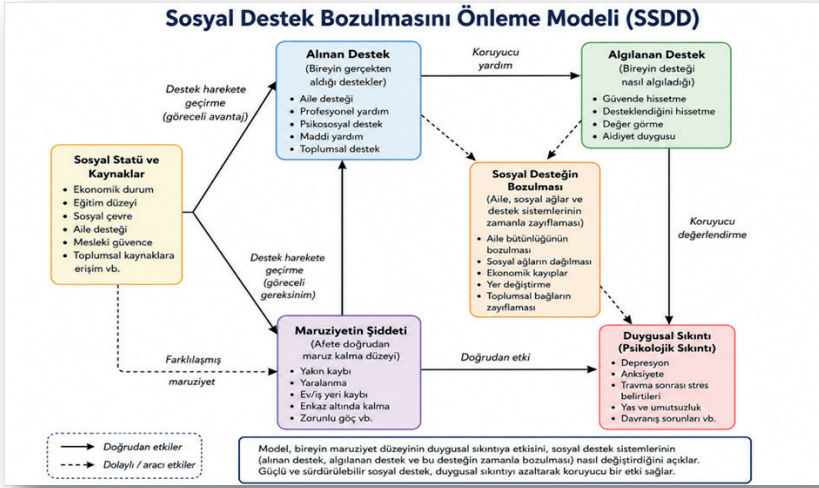 Sosyal Destek Bozulmasını Önleme Modeli (SSDD)
Alınan Destek
(Bireyin gerçekten
aldığı destekler)
• Aile desteği
• Profesyonel yardım
• Psikososyal destek
• Maddi yardım
• Toplumsal destek
Koruyucu
yardım
Algılanan Destek
(Bireyin desteği
nasıl algıladığı)
• Güvende hissetme
• Desteklendiğini hissetme
• Değer görme
• Aidiyet duygusu
Destek harekete
geçirme
(göreceli avantaj)
Sosyal Statü ve
Kaynaklar
• Ekonomik durum
• Eğitim düzeyi
• Sosyal çevre
• Aile desteği
• Mesleki güvence
• Toplumsal kaynaklara
erişim vb.
Sosyal Desteğin
Bozulması
(Aile, sosyal ağlar ve
destek sistemlerinin
zamanla zayıflaması)
• Aile bütünlüğünün
bozulması
• Sosyal ağların dağılması
• Ekonomik kayıplar
• Yer değiştirme
• Toplumsal bağların
zayıflaması
Koruyucu
değerlendirme
Destek harekete
geçirme
(göreceli
gereksinim)
Maruziyetin Şiddeti
(Afete doğrudan
maruz kalma düzeyi)
• Yakın kaybı
• Yaralanma
• Ev/iş yeri kaybı
• Enkaz altında kalma
• Zorunlu göç vb.
Farklılaşmış
maruziyet
Doğrudan etki
Duygusal Sıkıntı
(Psikolojik Sıkıntı)
• Depresyon
• Anksiyete
• Travma sonrası stres
belirtileri
• Yas ve umutsuzluk
• Davranış sorunları vb.
Doğrudan etkiler
Dolaylı / aracı etkiler
Model, bireyin maruziyet düzeyinin duygusal sıkıntıya etkisini, sosyal destek sistemlerinin
(alınan destek, algılanan destek ve bu desteğin zamanla bozulması) nasıl değiştirdiğini açıklar.
Güçlü ve sürdürülebilir sosyal destek, duygusal sıkıntıyı azaltarak koruyucu bir etki sağlar.